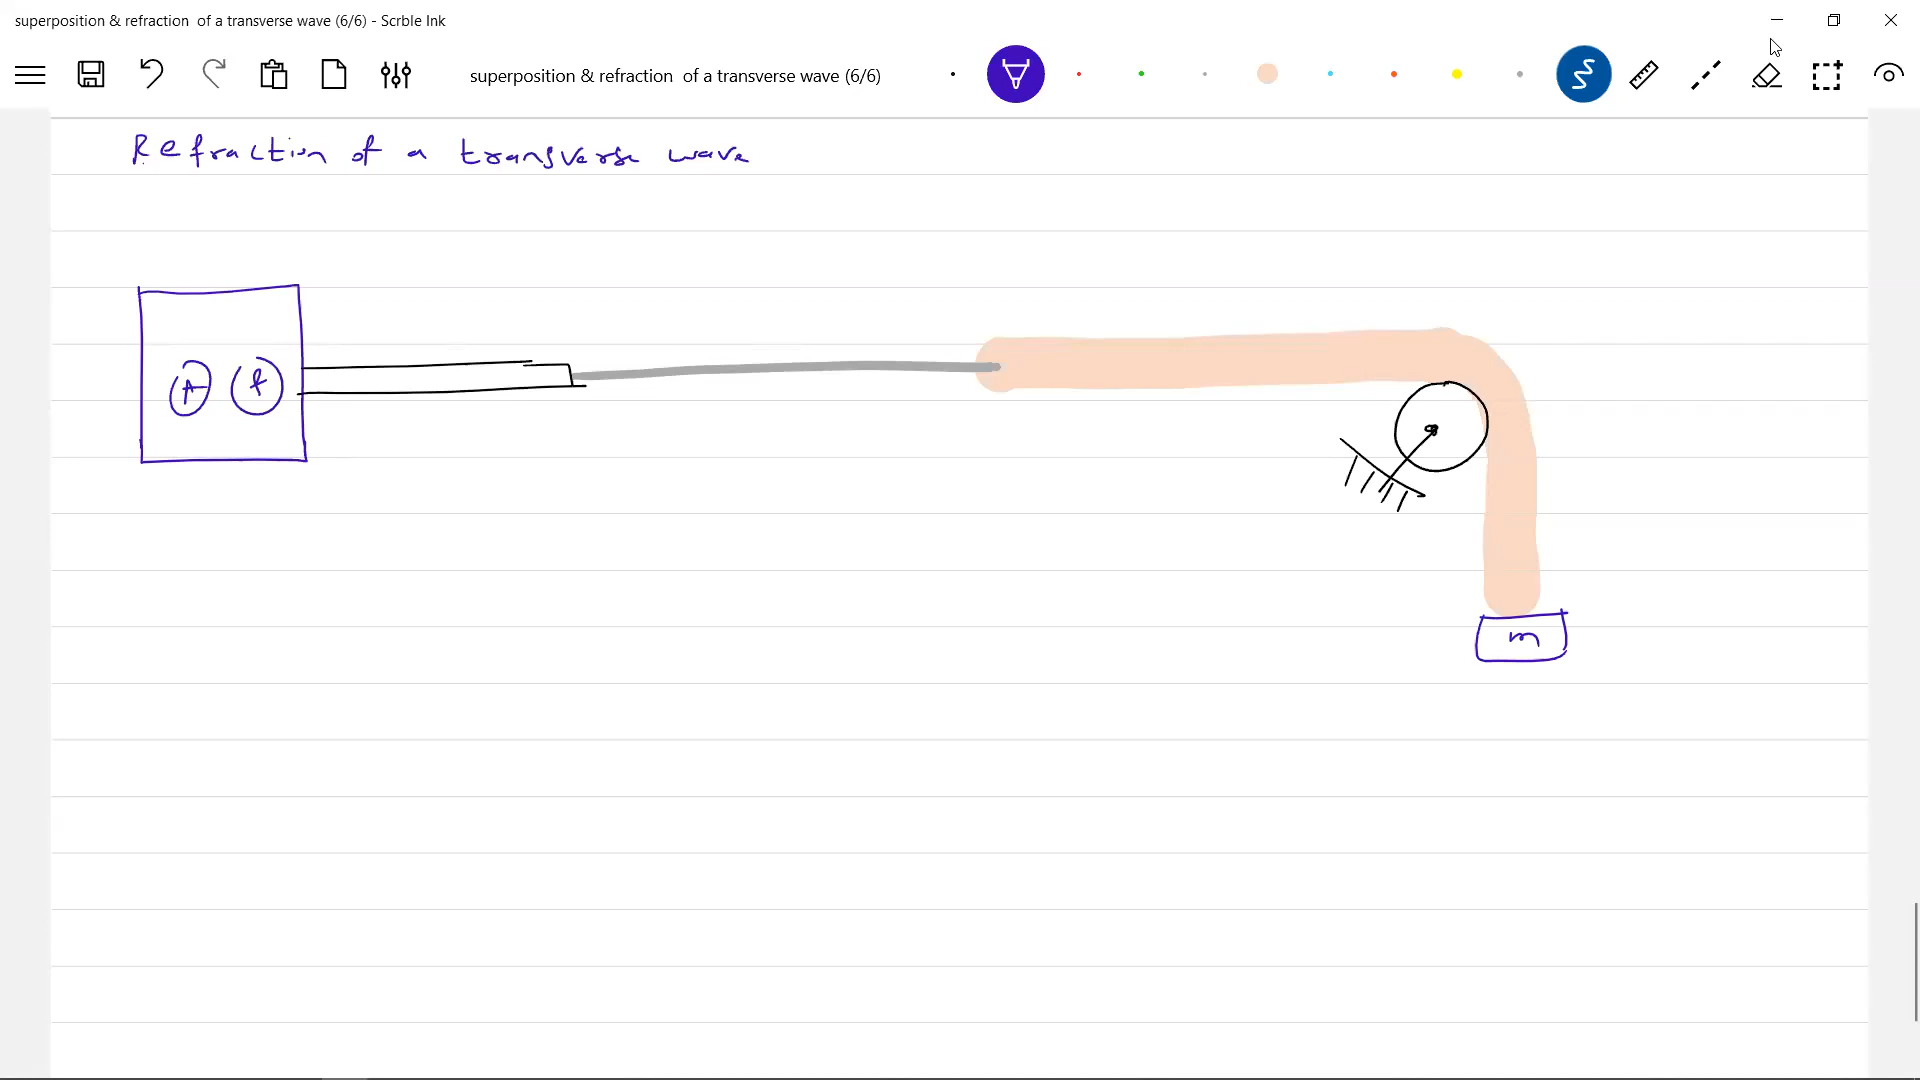 superposition & refraction  of a transverse wave (6/6) - Scrble Ink
superposition & refraction  of a transverse wave (6/6)
Refraction of a transverse wave
A f
m